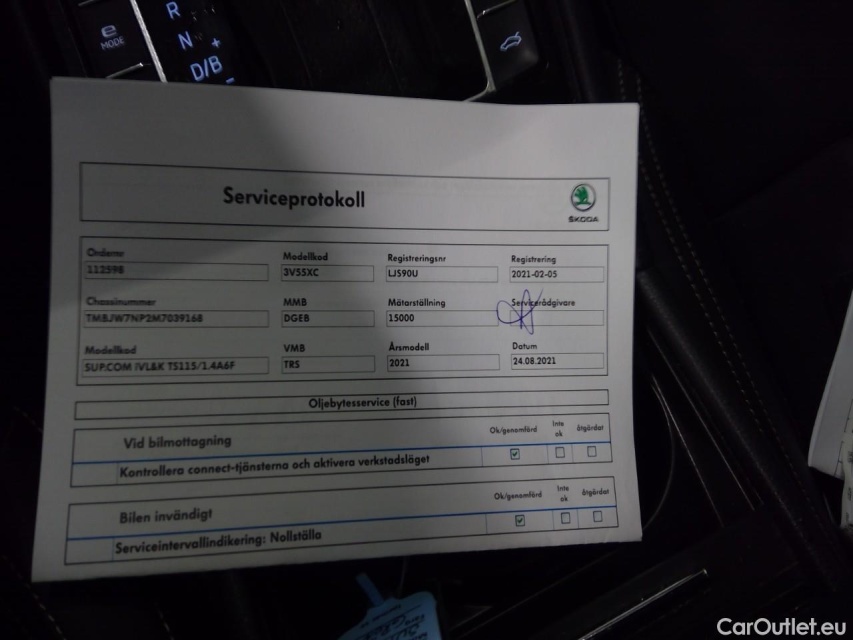 e
MODE
R
N +
D/B -
Serviceprotokoll
ŠKODA
Ordernr
112598
Modellkod
3V55XC
Registreringsnr
LJS90U
Registrering
2021-02-05
Chassinummer
TMBJW7NP2M7039168
MMB
DGEB
Mätarställning
15000
Servicerådgivare
Modellkod
SUP.COM IVL&K TS115/1.4A6F
VMB
TRS
Årsmodell
2021
Datum
24.08.2021
Oljebytesservice (fast)
Vid bilmottagning
Ok/genomförd
Inte ok
åtgärdat
Kontrollera connect-tjänsterna och aktivera verkstadsläget
Bilen invändigt
Ok/genomförd
Inte ok
åtgärdat
Serviceintervallindikering: Nollställa
CarOutlet.eu